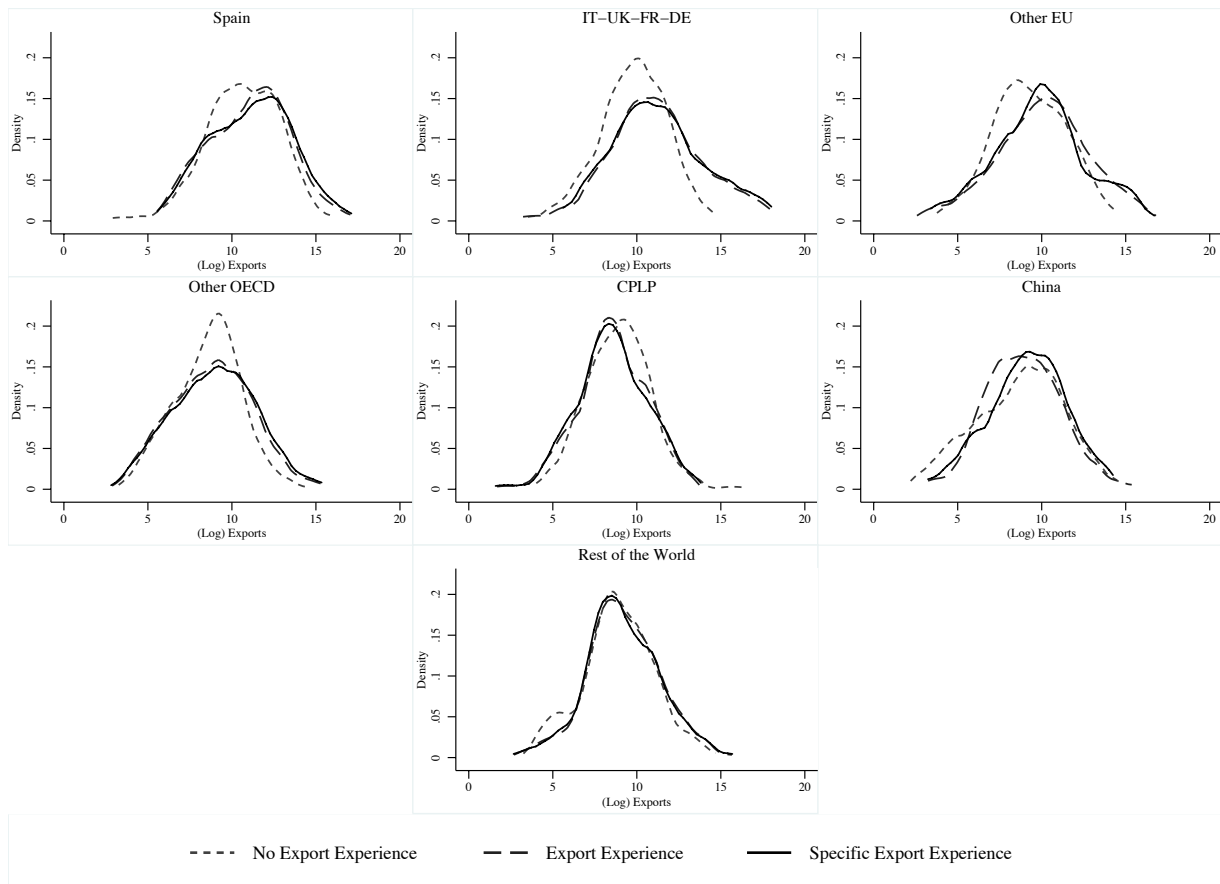 Spain
.2
.15
.1
.05
0
Density
0 5 10 15 20
(Log) Exports
IT−UK−FR−DE
.2
.15
.1
.05
0
Density
0 5 10 15 20
(Log) Exports
Other EU
.2
.15
.1
.05
0
Density
0 5 10 15 20
(Log) Exports
Other OECD
.2
.15
.1
.05
0
Density
0 5 10 15 20
(Log) Exports
CPLP
.2
.15
.1
.05
0
Density
0 5 10 15 20
(Log) Exports
China
.2
.15
.1
.05
0
Density
0 5 10 15 20
(Log) Exports
Rest of the World
.2
.15
.1
.05
0
Density
0 5 10 15 20
(Log) Exports
No Export Experience Export Experience Specific Export Experience